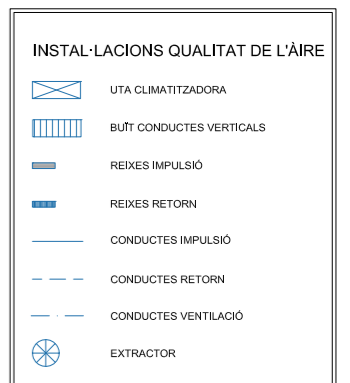 INSTAL·LACIONS QUALITAT DE L'ÀIRE
UTA CLIMATITZADORA
BUÏT CONDUCTES VERTICALS
REIXES IMPULSIÓ
REIXES RETORN
CONDUCTES IMPULSIÓ
CONDUCTES RETORN
CONDUCTES VENTILACIÓ
EXTRACTOR